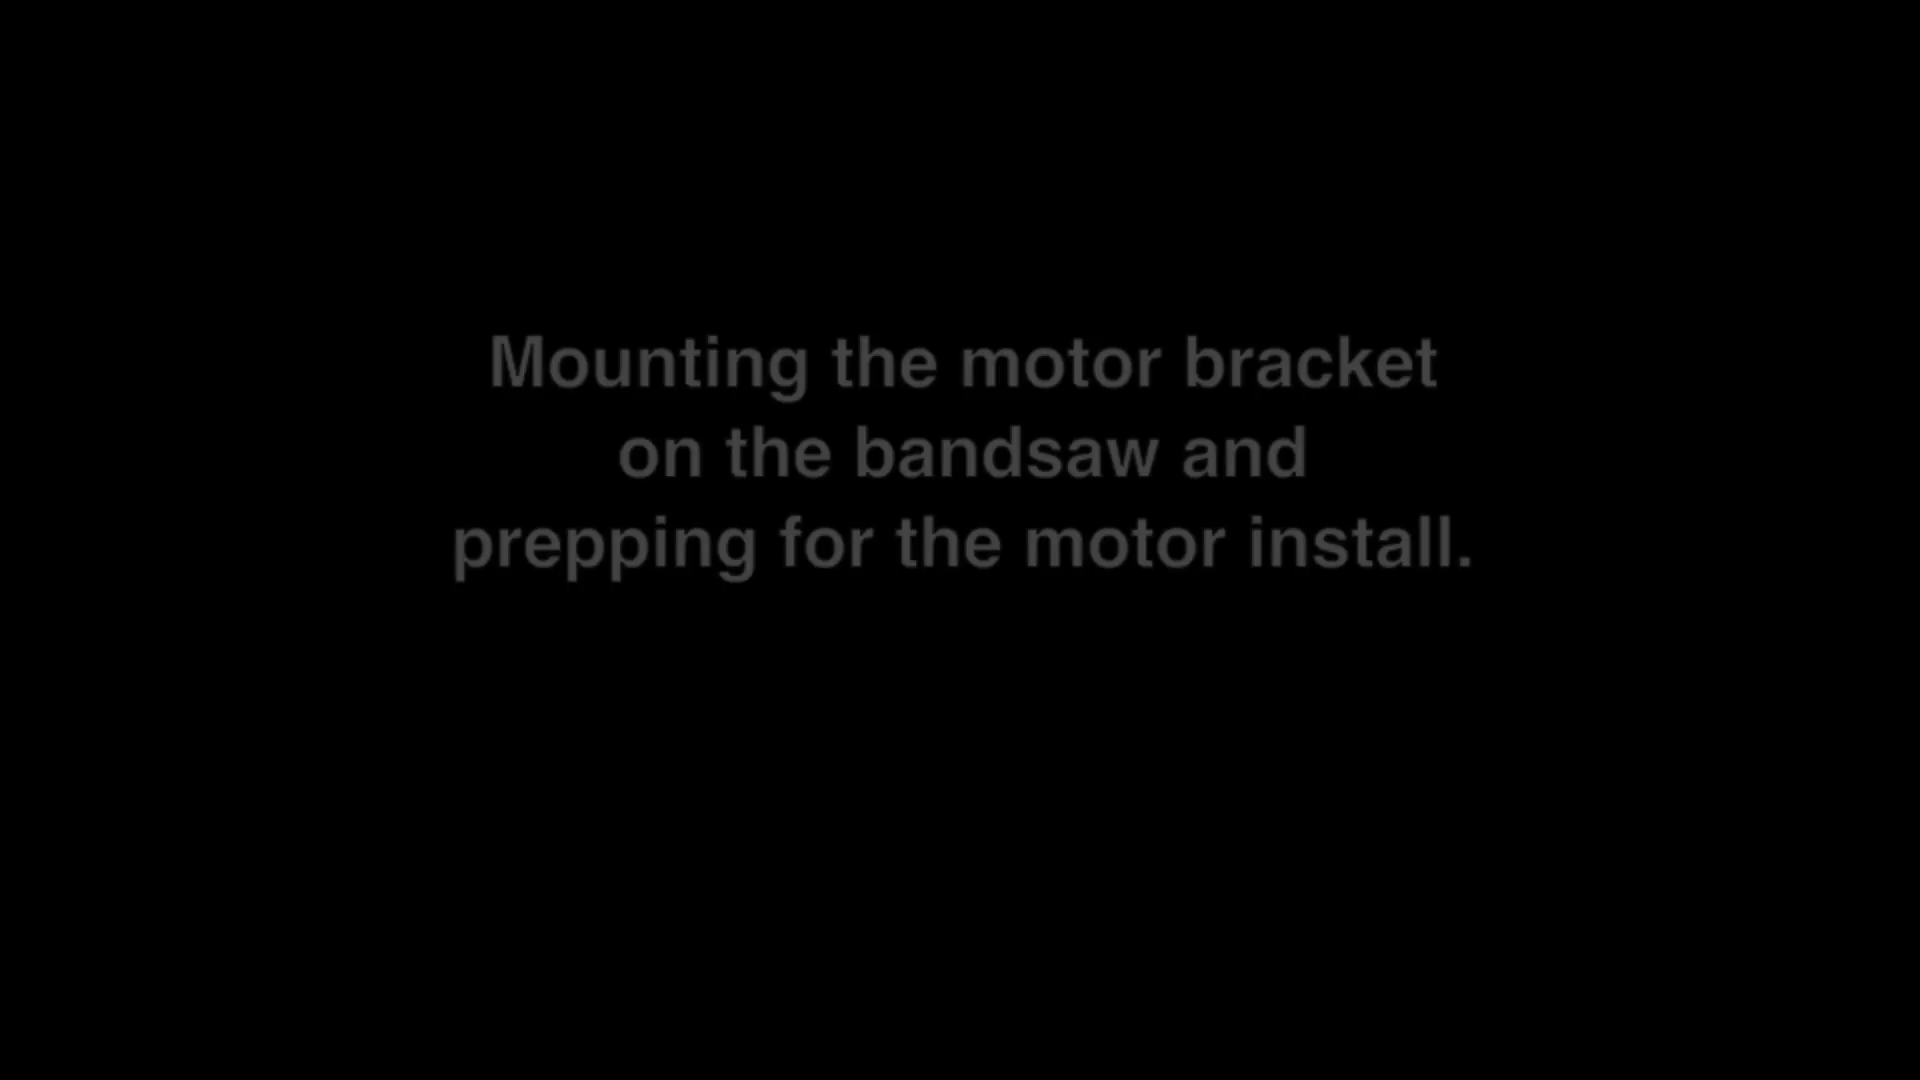 Mounting the motor bracket
on the bandsaw and
prepping for the motor install.